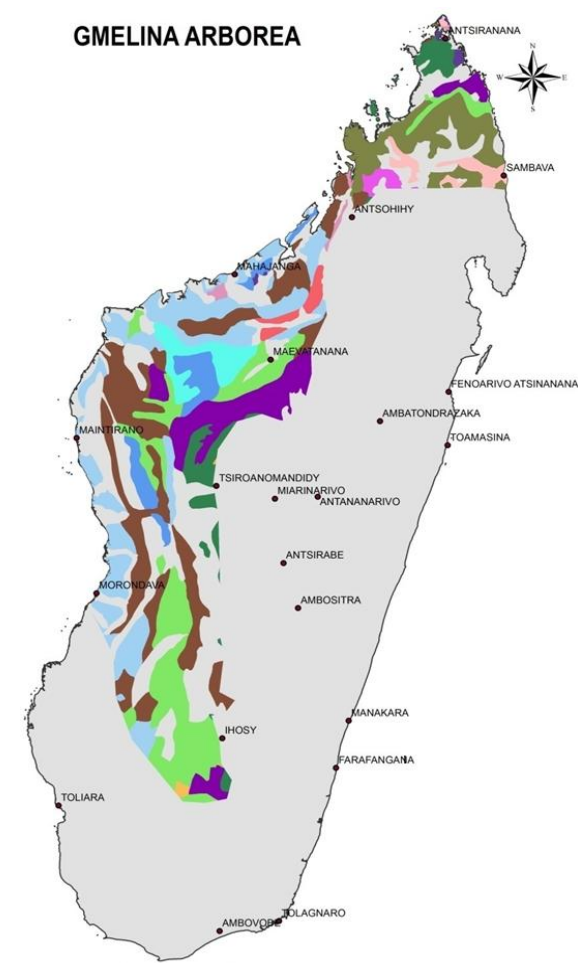 GMELINA ARBOREA
ANTSIRANANA
N
W
E
S
SAMBAVA
ANTSOHIHY
MAHAJANGA
MAEVATANANA
FENOARIVO ATSINANANA
AMBATONDRAZAKA
MAINTIRANO
TOAMASINA
TSIROANOMANDIDY
MIARINARIVO
ANTANANARIVO
ANTSIRABE
MORONDAVA
AMBOSITRA
MANAKARA
IHOSY
FARAFANGANA
TOLIARA
TOLAGNARO
AMBOVOBE